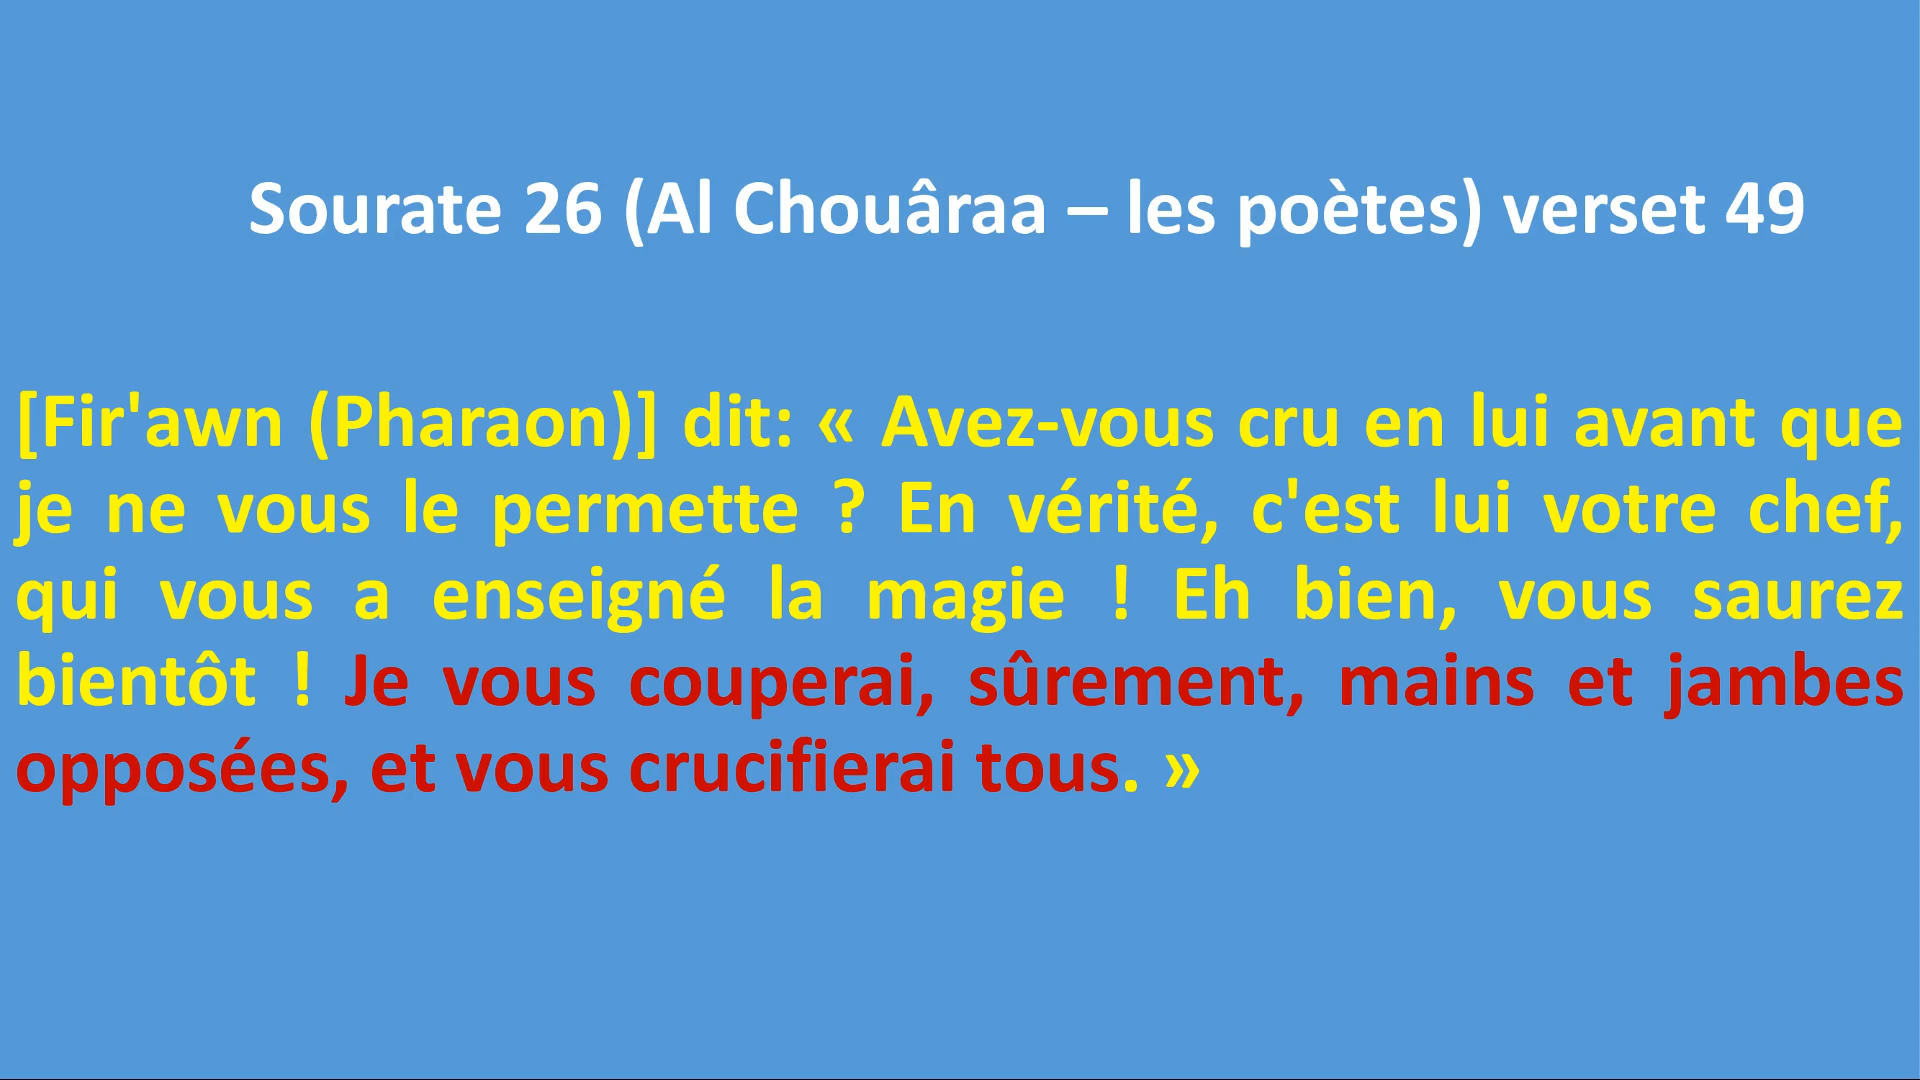 Sourate 26 (Al Chouâraa – les poètes) verset 49
[Fir'awn (Pharaon)] dit: « Avez-vous cru en lui avant que
je ne vous le permette ? En vérité, c'est lui votre chef,
qui vous a enseigné la magie ! Eh bien, vous saurez
bientôt ! Je vous couperai, sûrement, mains et jambes
opposées, et vous crucifierai tous. »